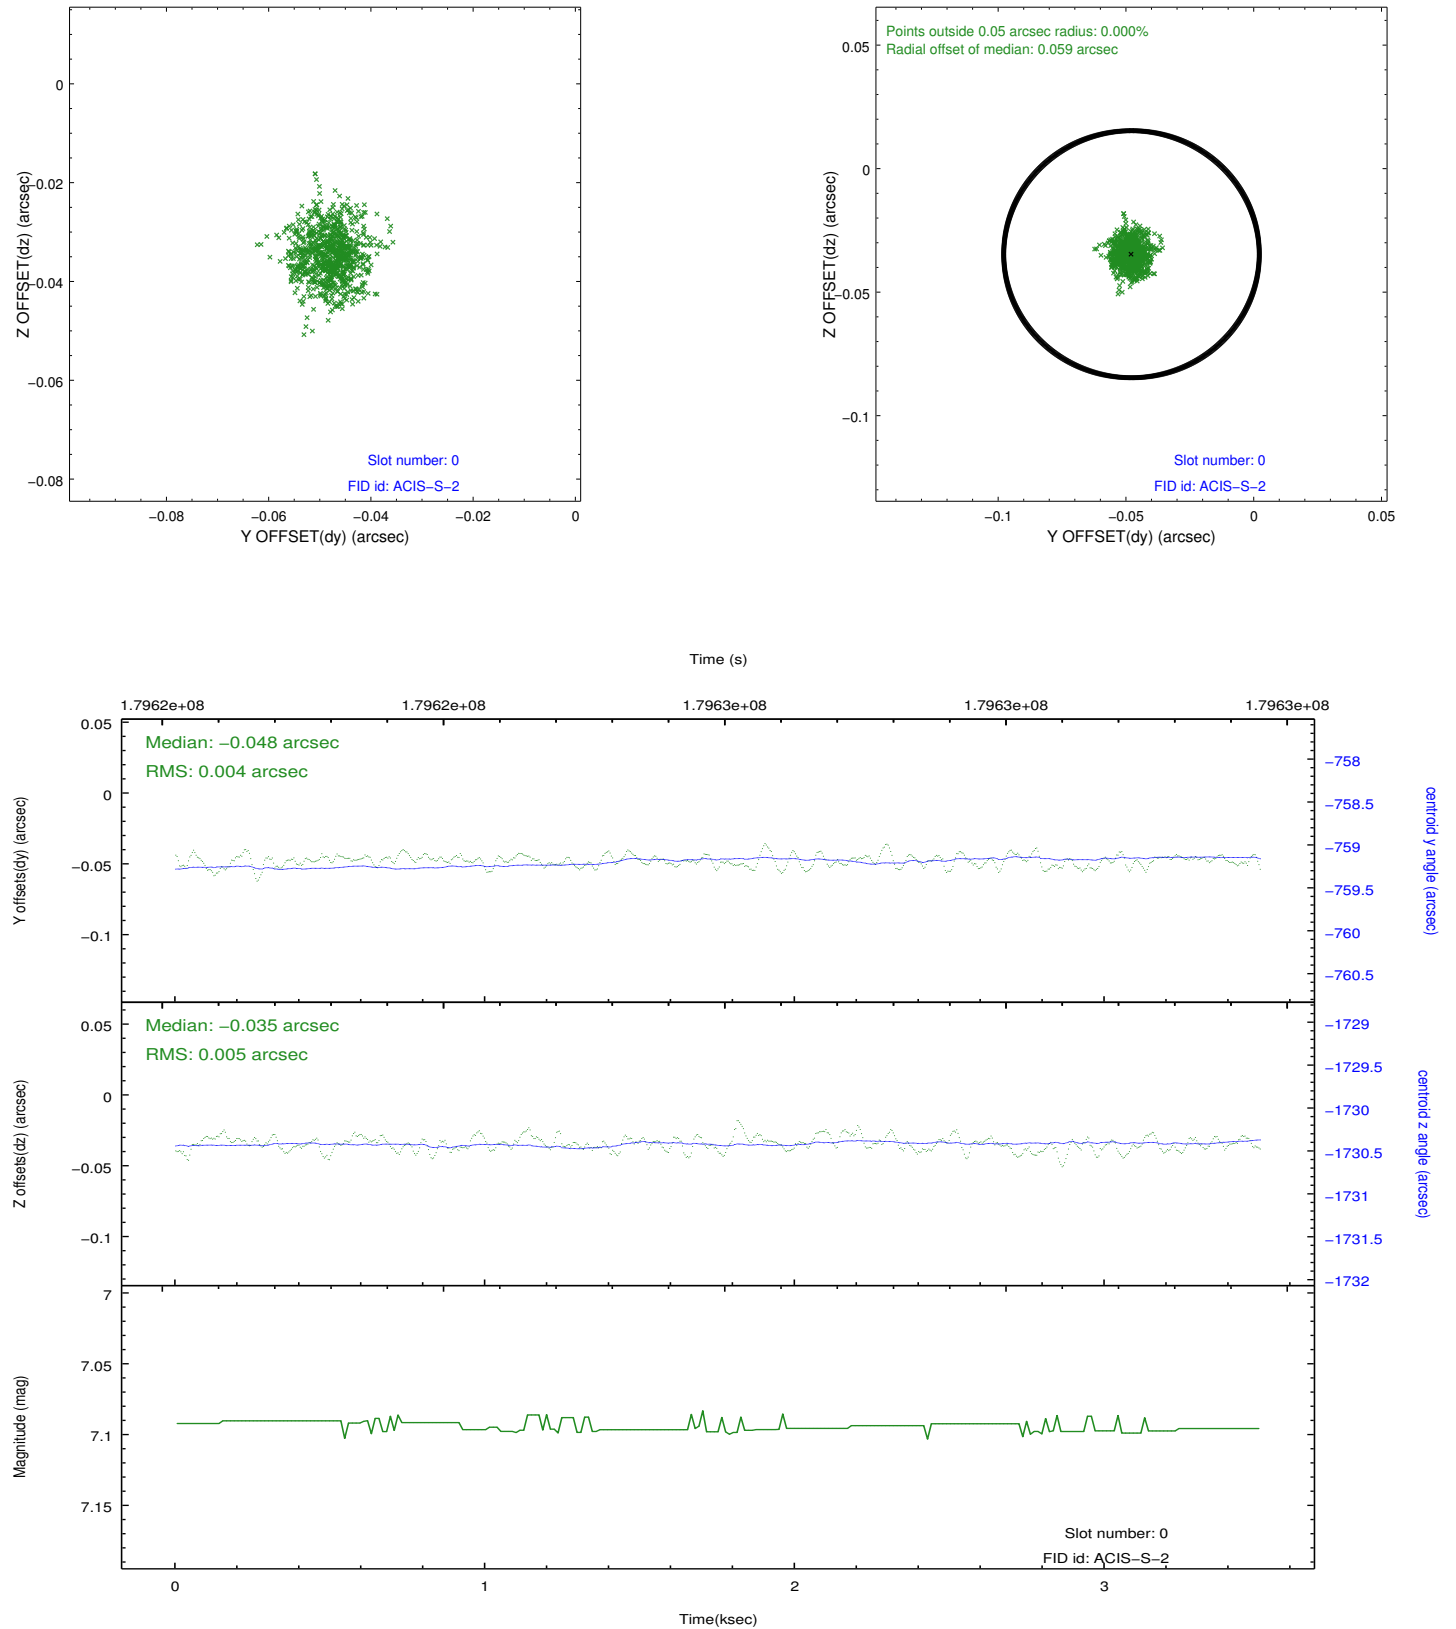 0
−0.02
−0.04
−0.06
−0.08
Z OFFSET(dz) (arcsec)
Slot number: 0
FID id: ACIS−S−2
−0.08
−0.06
−0.04
−0.02
0
Y OFFSET(dy) (arcsec)
Points outside 0.05 arcsec radius: 0.000%
Radial offset of median: 0.059 arcsec
0.05
0
−0.05
−0.1
Z OFFSET(dz) (arcsec)
Slot number: 0
FID id: ACIS−S−2
−0.1
−0.05
0
0.05
Y OFFSET(dy) (arcsec)
Time (s)
1.7962e+08
1.7962e+08
1.7963e+08
1.7963e+08
1.7963e+08
Median: −0.048 arcsec
RMS: 0.004 arcsec
0.05
0
−0.05
−0.1
Y offsets(dy) (arcsec)
−758
−758.5
−759
−759.5
−760
−760.5
centroid y angle (arcsec)
Median: −0.035 arcsec
RMS: 0.005 arcsec
0.05
0
−0.05
−0.1
Z offsets(dz) (arcsec)
−1729
−1729.5
−1730
−1730.5
−1731
−1731.5
−1732
centroid z angle (arcsec)
7
7.05
7.1
7.15
Magnitude (mag)
Slot number: 0
FID id: ACIS−S−2
0
1
2
3
Time(ksec)